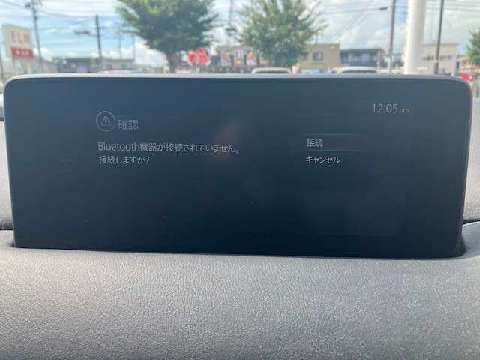 12:05
確認
Bluetooth機器が接続されていません。
接続しますか?
接続
キャンセル